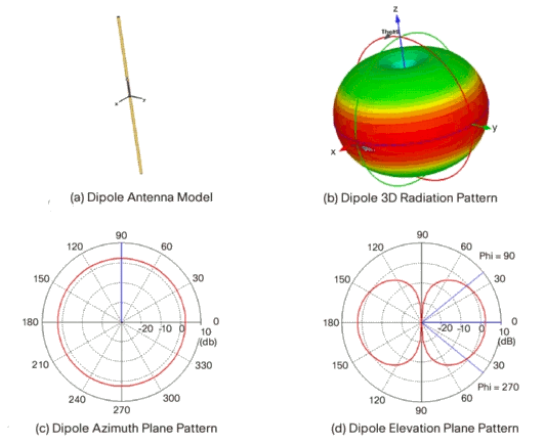 z
Theta
x
y
y
x
(a) Dipole Antenna Model
(b) Dipole 3D Radiation Pattern
90
120
60
150
30
180
-20 -10 0
10
0
(db)
210
330
240
300
270
(c) Dipole Azimuth Plane Pattern
90
120
60
Phi = 90
150
30
180
-20 -10 0
10
0
(dB)
150
30
Phi = 270
120
60
90
(d) Dipole Elevation Plane Pattern